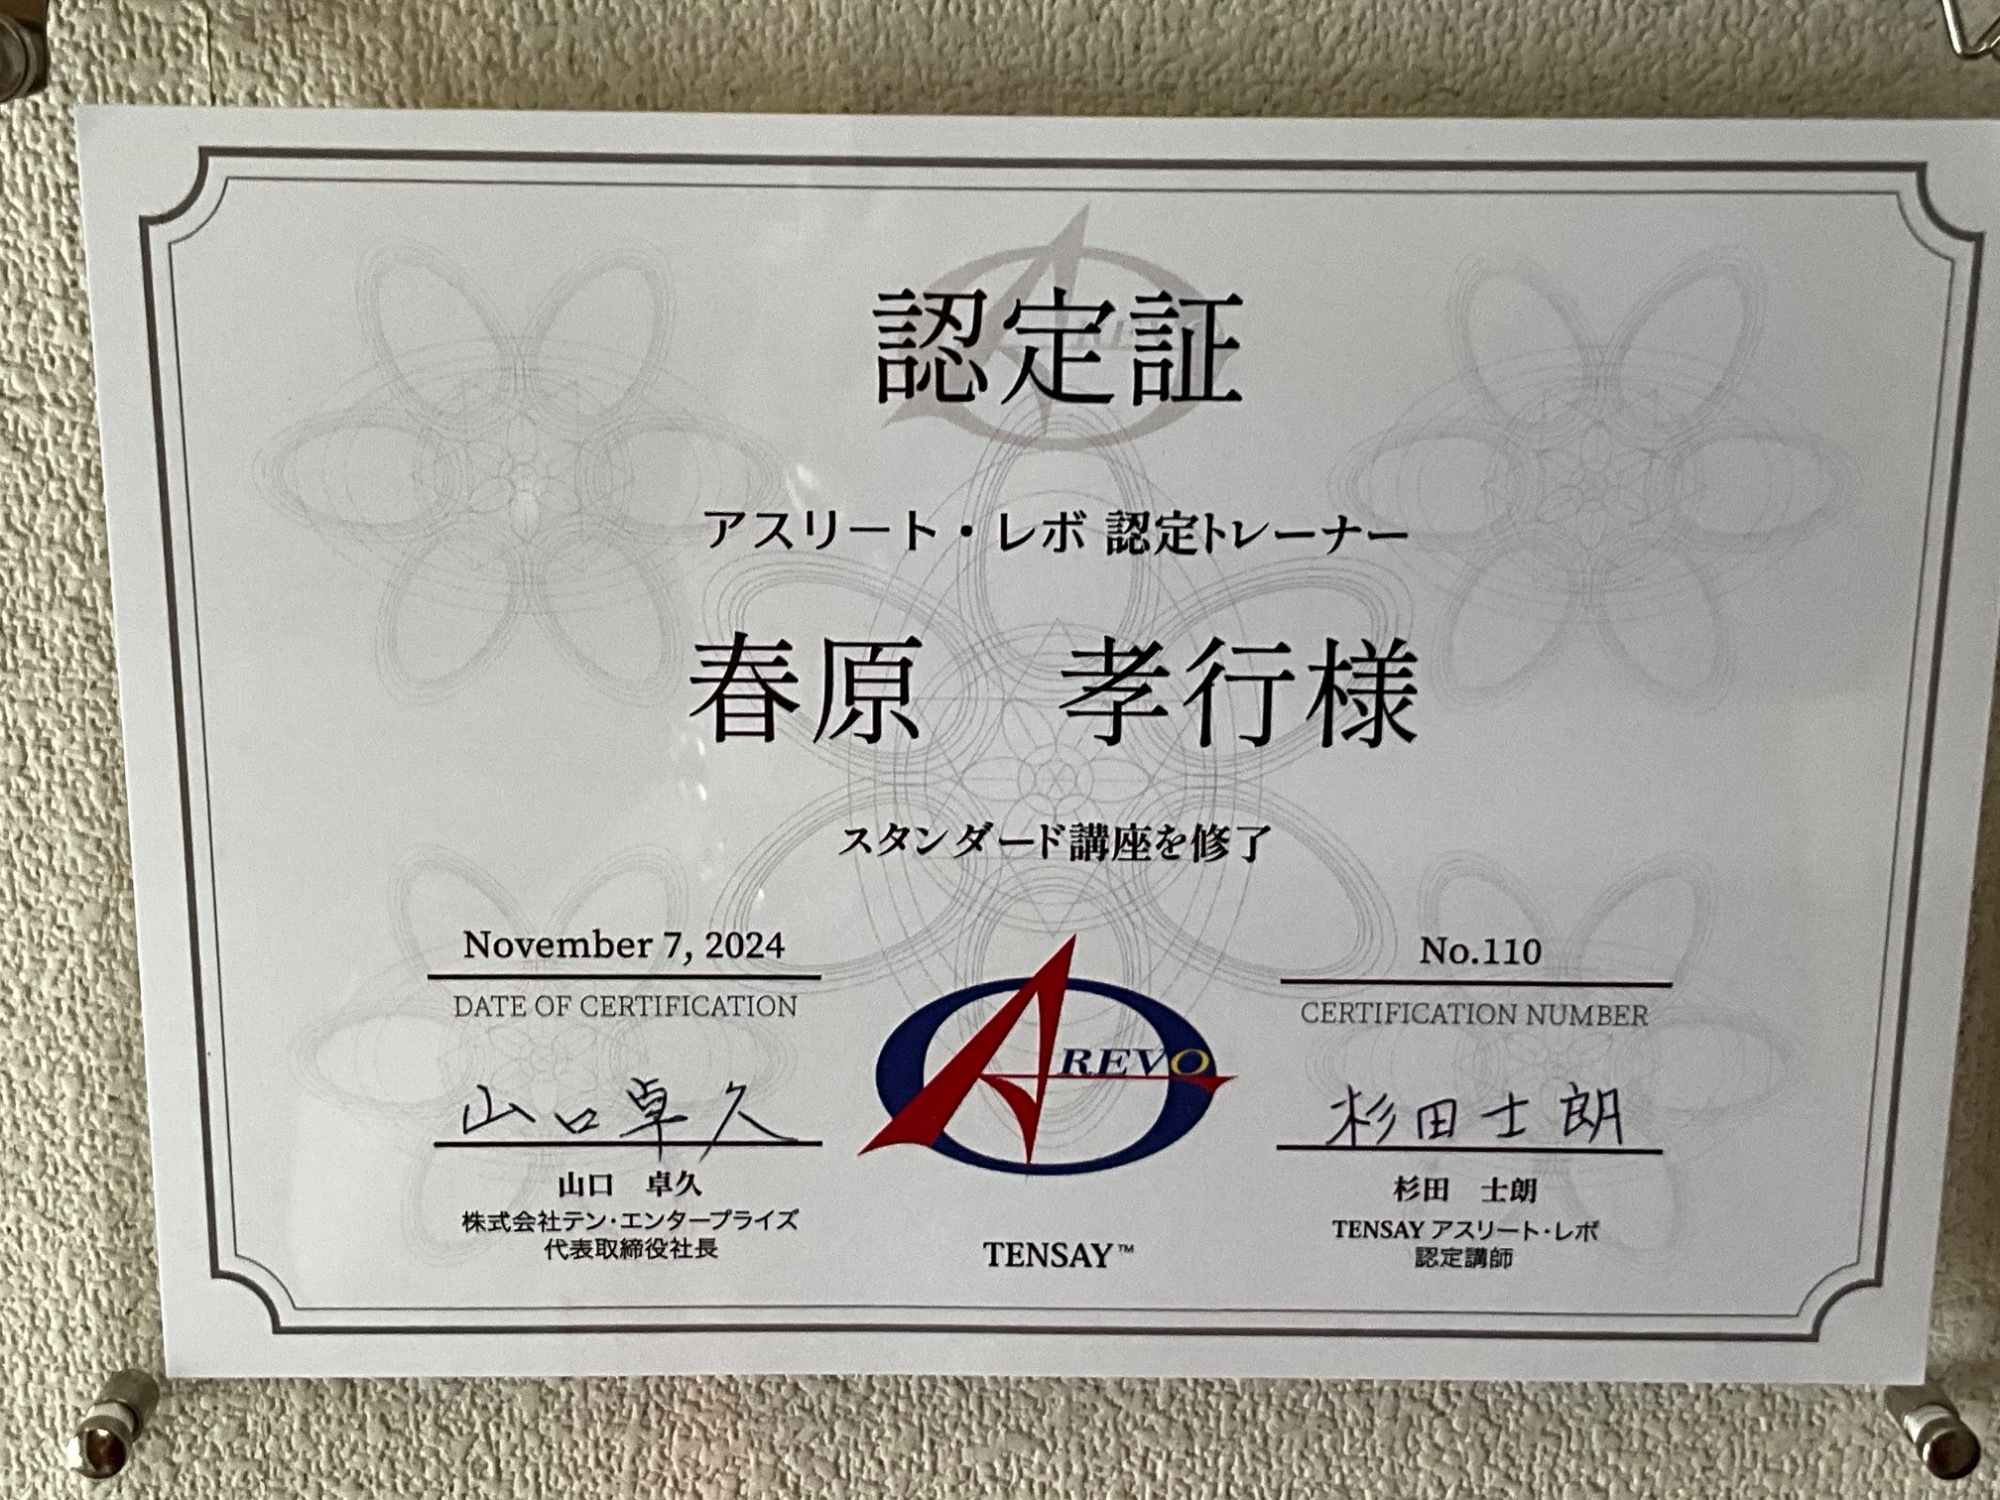 認定証
アスリート・レボ 認定トレーナー
春原　孝行様
スタンダード講座を修了
November 7, 2024
DATE OF CERTIFICATION
No.110
CERTIFICATION NUMBER
AREVO
山口卓久
山口　卓久
株式会社テン・エンタープライズ
代表取締役社長
TENSAY™
杉田士朗
杉田　士朗
TENSAY アスリート・レボ
認定講師